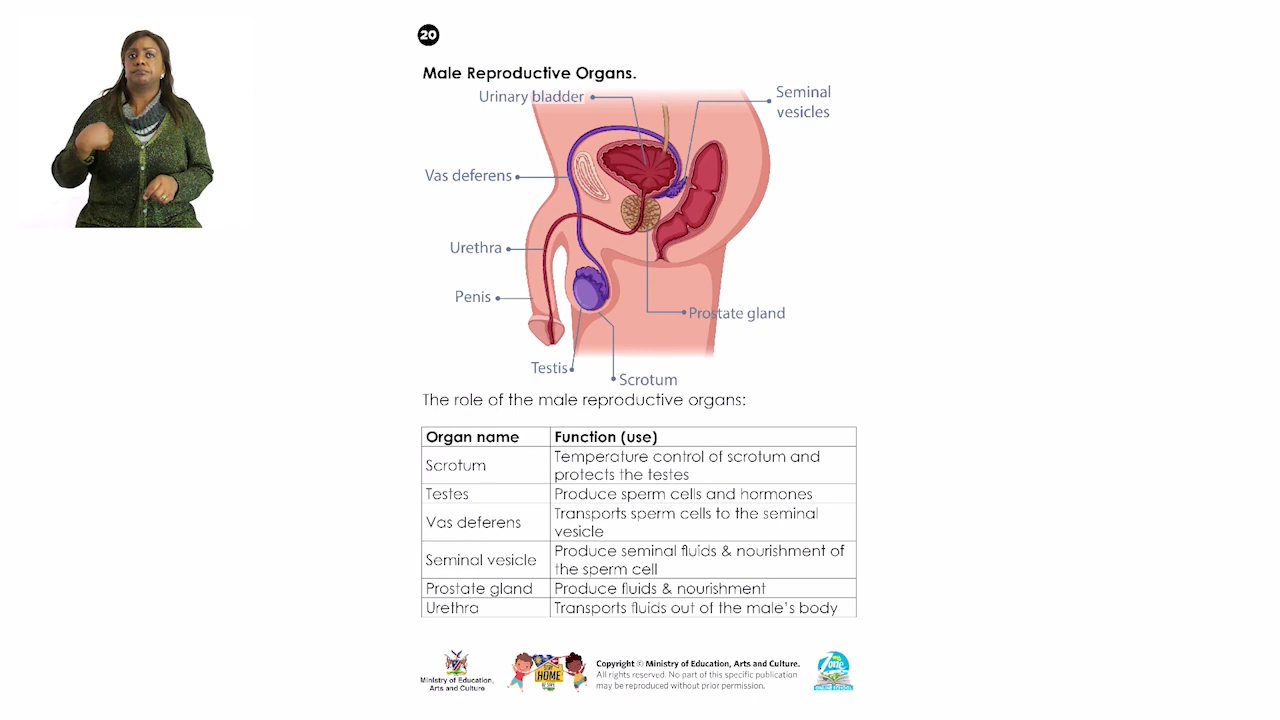 20
Male Reproductive Organs.
Urinary bladder
Seminal
vesicles
Vas deferens
Urethra
Penis
Prostate gland
Testis
Scrotum
The role of the male reproductive organs:
Organ name Function (use)
Scrotum Temperature control of scrotum and
protects the testes
Testes Produce sperm cells and hormones
Vas deferens Transports sperm cells to the seminal
vesicle
Seminal vesicle Produce seminal fluids & nourishment of
the sperm cell
Prostate gland Produce fluids & nourishment
Urethra Transports fluids out of the male's body
Ministry of Education,
Arts and Culture
HOME
Copyright © Ministry of Education, Arts and Culture.
All rights reserved. No part of this specific publication
may be reproduced without prior permission.
Zone